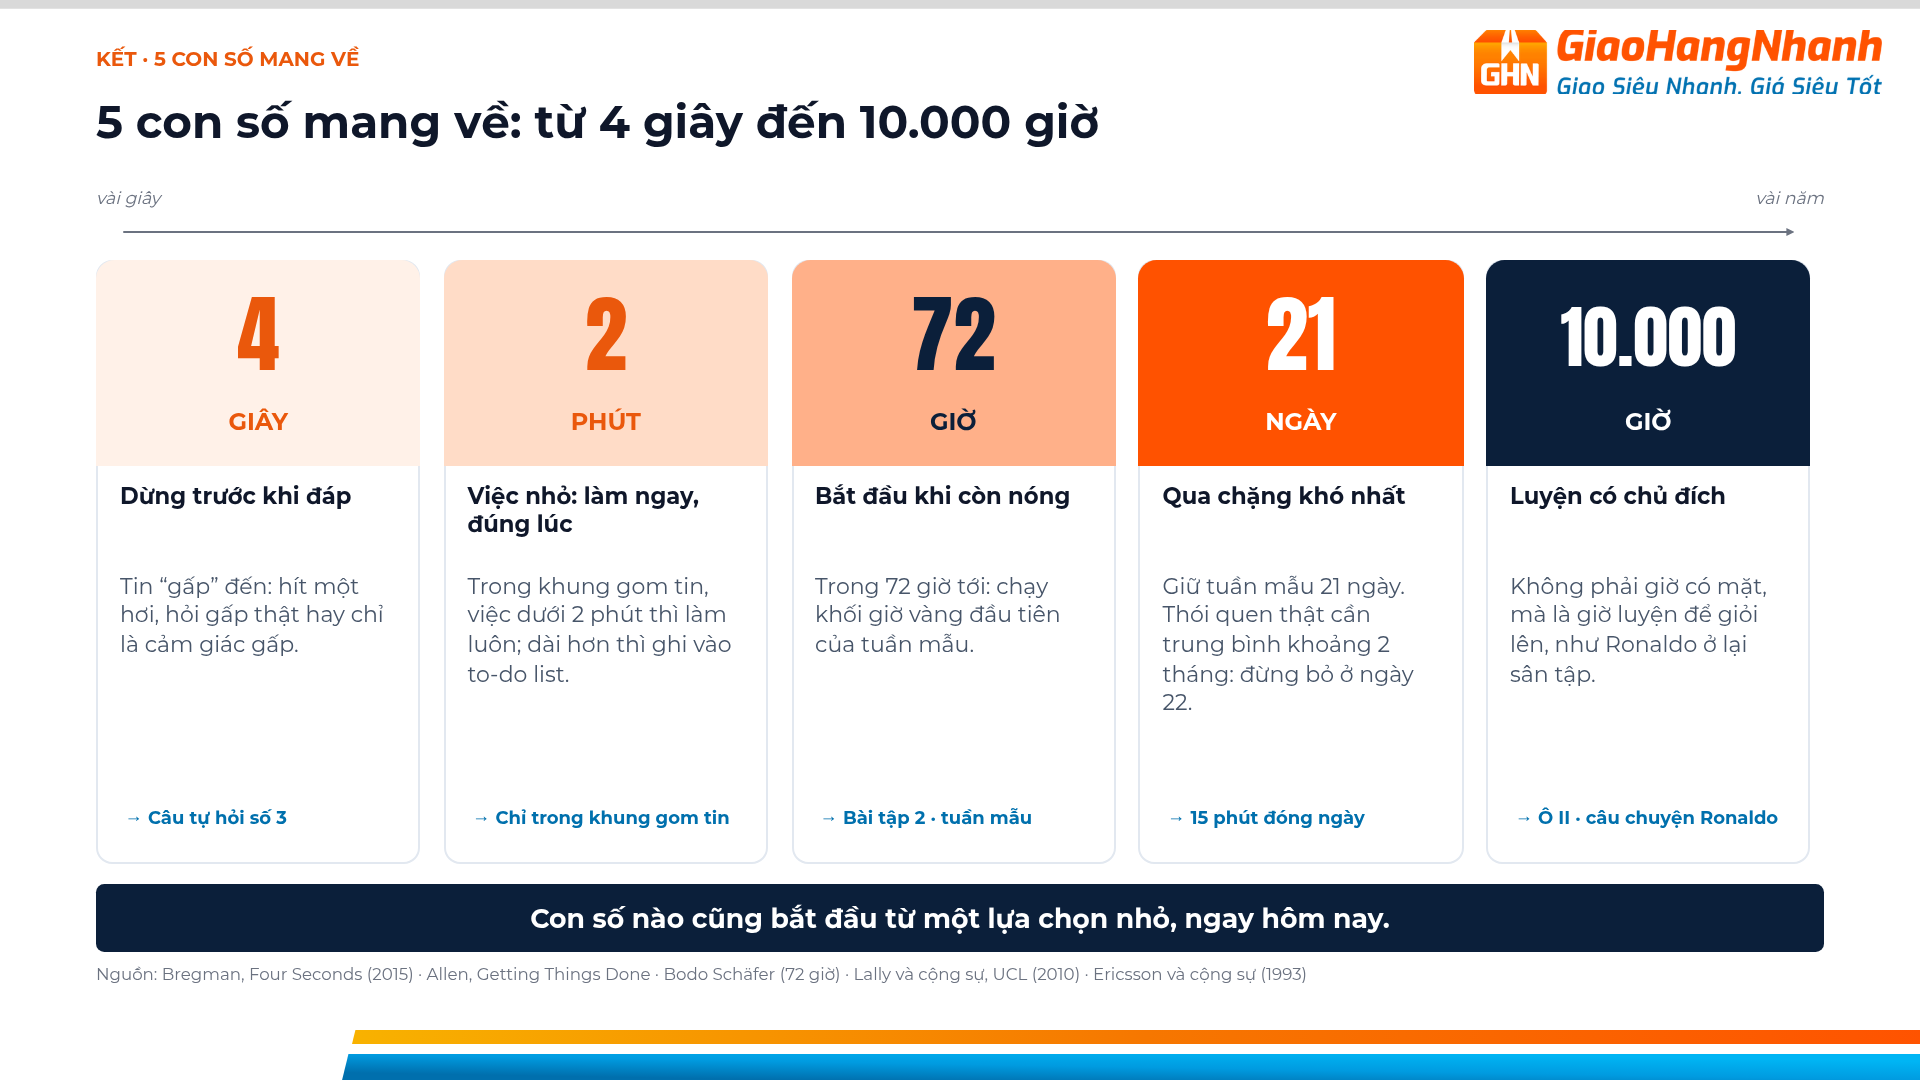 KẾT · 5 CON SỐ MANG VỀ
GHN
GiaoHangNhanh
Giao Siêu Nhanh. Giá Siêu Tốt
5 con số mang về: từ 4 giây đến 10.000 giờ
vài giây
vài năm
4
GIÂY
Dừng trước khi đáp
Tin “gấp” đến: hít một
hơi, hỏi gấp thật hay chỉ
là cảm giác gấp.
→ Câu tự hỏi số 3
2
PHÚT
Việc nhỏ: làm ngay,
đúng lúc
Trong khung gom tin,
việc dưới 2 phút thì làm
luôn; dài hơn thì ghi vào
to-do list.
→ Chỉ trong khung gom tin
72
GIỜ
Bắt đầu khi còn nóng
Trong 72 giờ tới: chạy
khối giờ vàng đầu tiên
của tuần mẫu.
→ Bài tập 2 · tuần mẫu
21
NGÀY
Qua chặng khó nhất
Giữ tuần mẫu 21 ngày.
Thói quen thật cần
trung bình khoảng 2
tháng: đừng bỏ ở ngày
22.
→ 15 phút đóng ngày
10.000
GIỜ
Luyện có chủ đích
Không phải giờ có mặt,
mà là giờ luyện để giỏi
lên, như Ronaldo ở lại
sân tập.
→ Ô II · câu chuyện Ronaldo
Con số nào cũng bắt đầu từ một lựa chọn nhỏ, ngay hôm nay.
Nguồn: Bregman, Four Seconds (2015) · Allen, Getting Things Done · Bodo Schäfer (72 giờ) · Lally và cộng sự, UCL (2010) · Ericsson và cộng sự (1993)